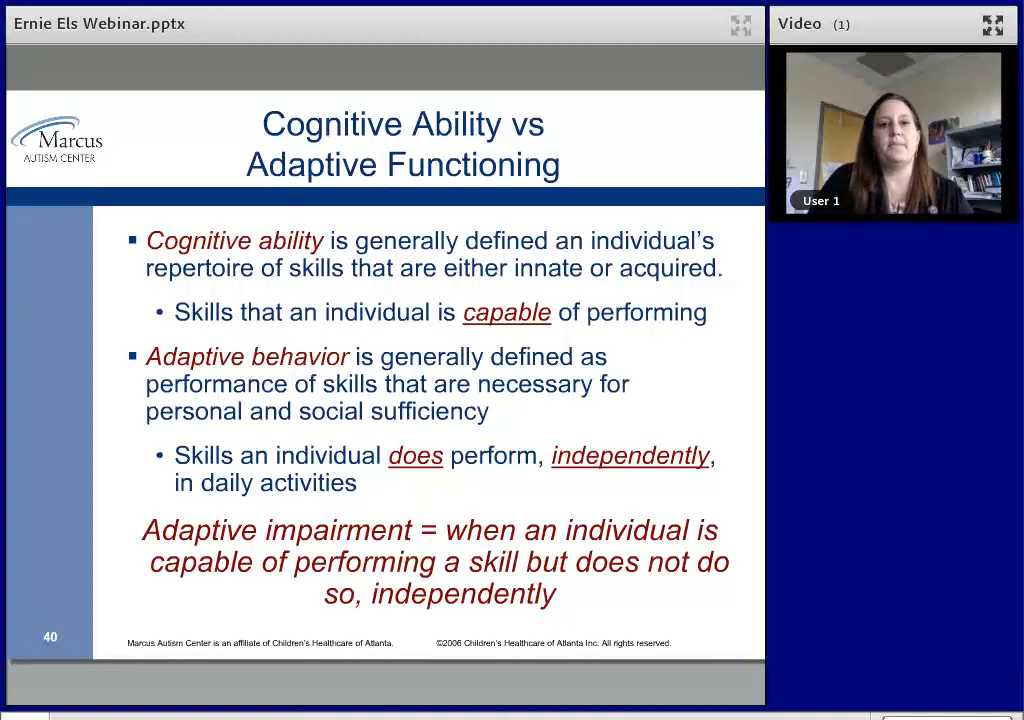 Ernie Els Webinar.pptx
Video (1)
Marcus
AUTISM CENTER
Cognitive Ability vs
Adaptive Functioning
User 1
▪ Cognitive ability is generally defined an individual's
repertoire of skills that are either innate or acquired.
• Skills that an individual is capable of performing
▪ Adaptive behavior is generally defined as
performance of skills that are necessary for
personal and social sufficiency
• Skills an individual does perform, independently,
in daily activities
Adaptive impairment = when an individual is
capable of performing a skill but does not do
so, independently
40
Marcus Autism Center is an affiliate of Children's Healthcare of Atlanta.
©2006 Children's Healthcare of Atlanta Inc. All rights reserved.